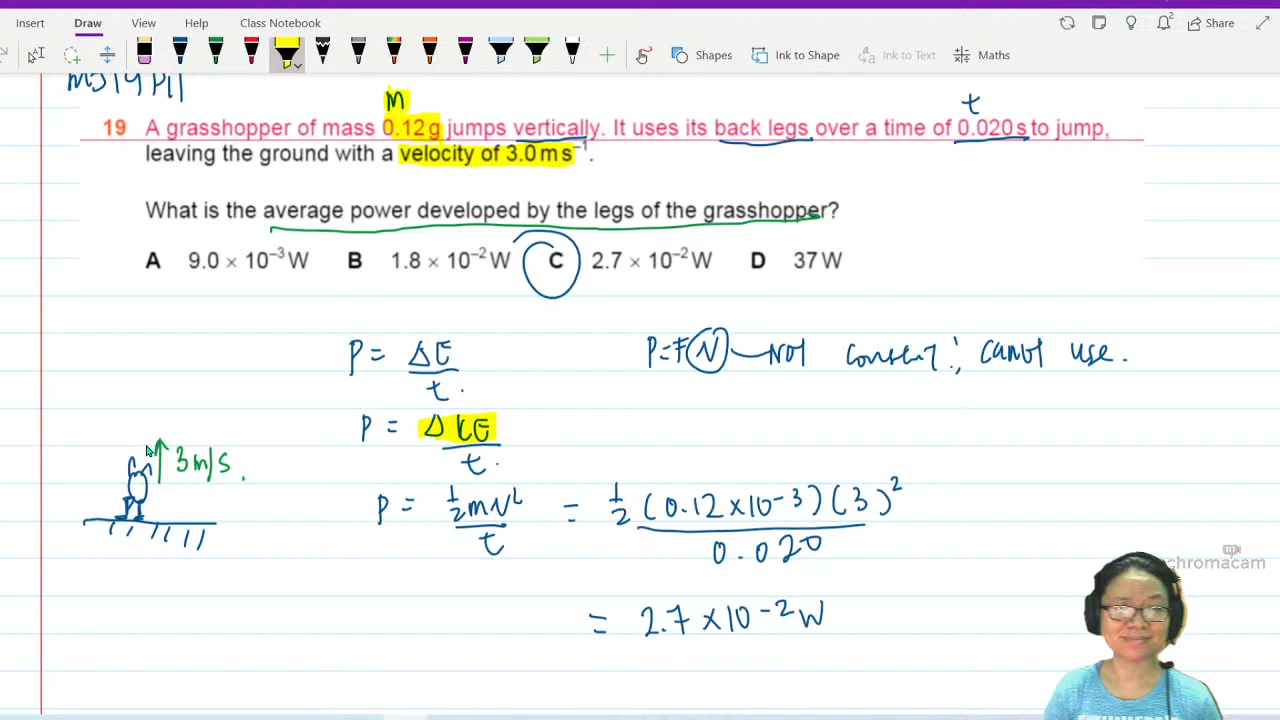 Insert Draw View Help Class Notebook Share
Shapes Ink to Shape Ink to Text Maths
MJ19 P11
m
t
19 A grasshopper of mass 0.12 g jumps vertically. It uses its back legs over a time of 0.020 s to jump,
leaving the ground with a velocity of 3.0 m s⁻¹.
What is the average power developed by the legs of the grasshopper?
A 9.0 × 10⁻³ W B 1.8 × 10⁻² W C 2.7 × 10⁻² W D 37 W
P = ΔE / t.
P = Fv Not constant ∴ cannot use.
P = ΔKE / t.
3 m/s.
P = ½mv² / t = ½(0.12×10-3)(3)² / 0.020
= 2.7 × 10⁻² W
chromacam